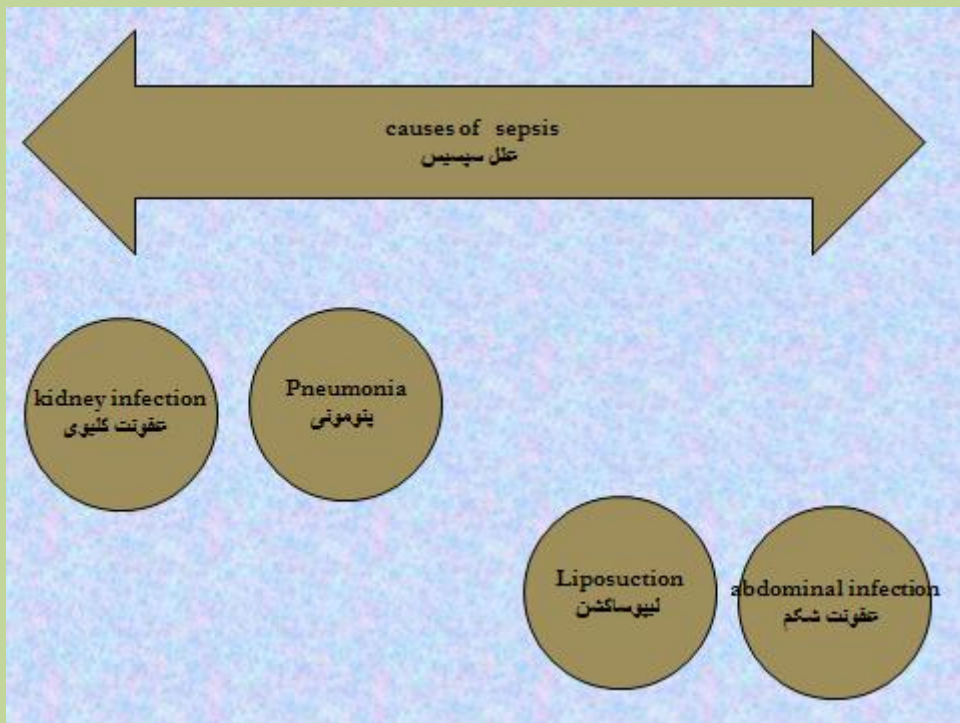 causes of sepsis
علل سپسیس
kidney infection
عفونت کلیوی
Pneumonia
پنومونی
Liposuction
لیپوساکشن
abdominal infection
عفونت شکم